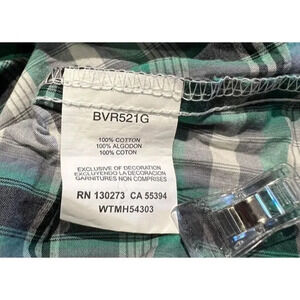 BVR521G
100% COTTON
100% ALGODON
100% COTON
EXCLUSIVE OF DECORATION
EXCLUYENDO LA DECORACION
GARNITURES NON COMPRISES
RN 130273 CA 55394
WTMH54303